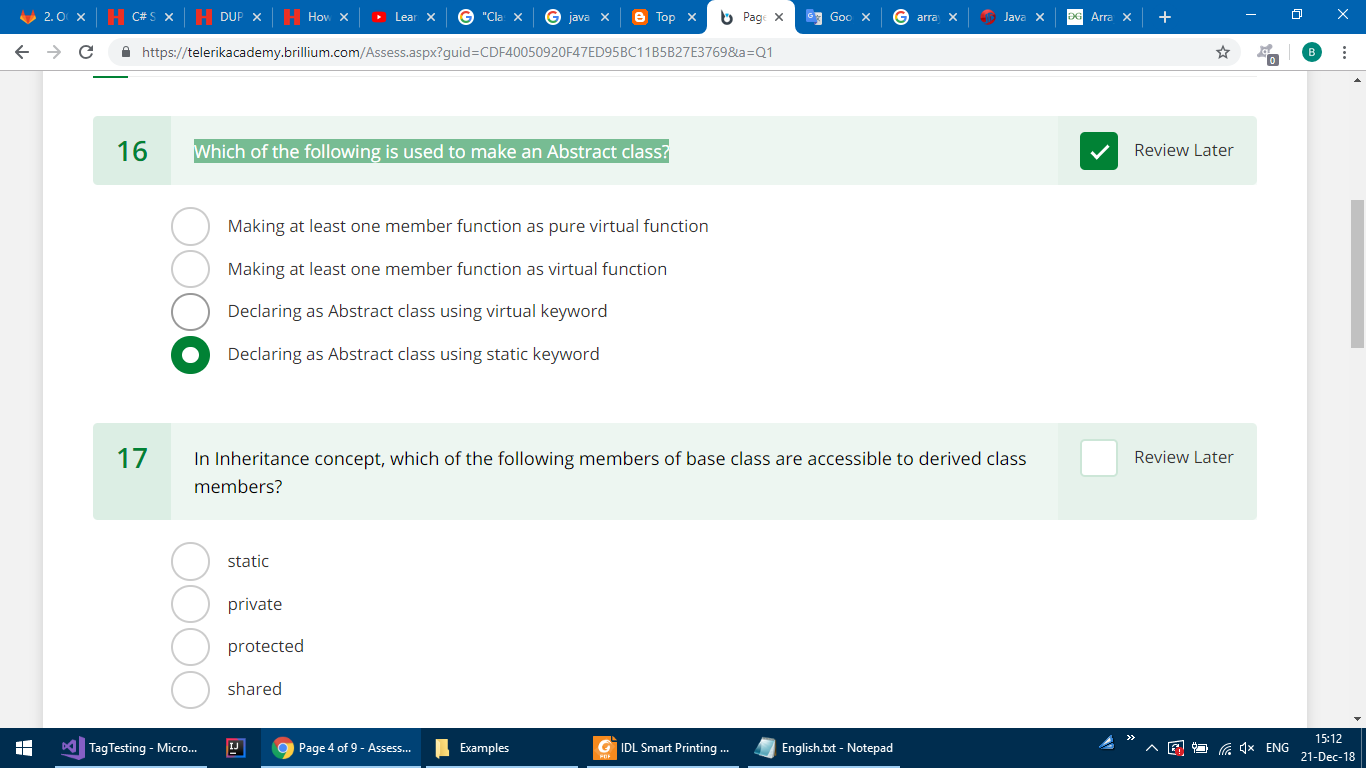 2. O
C# S
DUP
How
Lear
"Cla
java
Top
Page
Goo
arra
Java
Arra
https://telerikacademy.brillium.com/Assess.aspx?guid=CDF40050920F47ED95BC11B5B27E3769&a=Q1
0
B
16
Which of the following is used to make an Abstract class?
Review Later
Making at least one member function as pure virtual function
Making at least one member function as virtual function
Declaring as Abstract class using virtual keyword
Declaring as Abstract class using static keyword
17
In Inheritance concept, which of the following members of base class are accessible to derived class
members?
Review Later
static
private
protected
shared
TagTesting - Micro...
IJ
Page 4 of 9 - Assess...
Examples
IDL Smart Printing ...
English.txt - Notepad
ENG
15:12
21-Dec-18